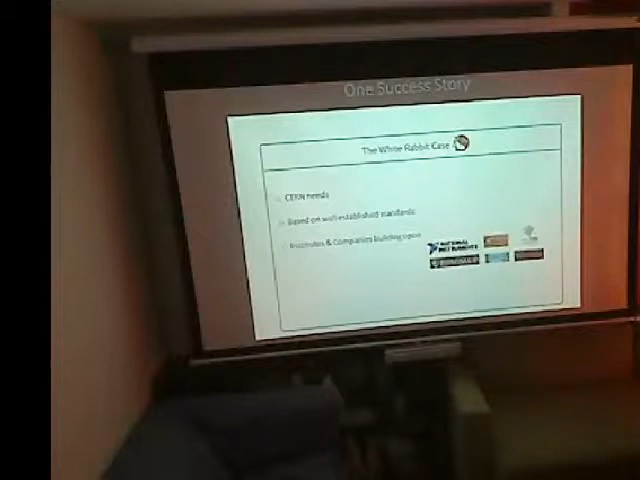 One Success Story
The White Rabbit Case
CERN needs
Based on well established standards
Institutes & Companies building upon
NATIONAL
INSTRUMENTS